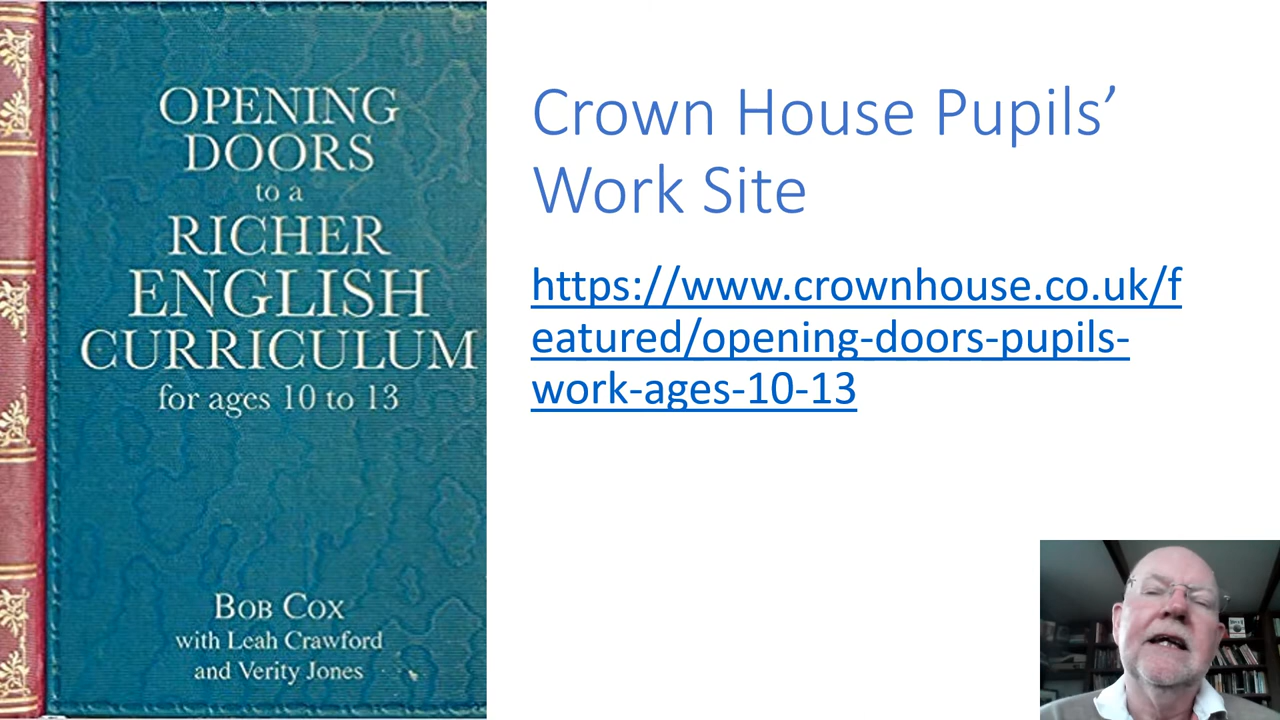 OPENING
DOORS
to a
RICHER
ENGLISH
CURRICULUM
for ages 10 to 13
BOB COX
with Leah Crawford
and Verity Jones
Crown House Pupils’
Work Site
https://www.crownhouse.co.uk/f
eatured/opening-doors-pupils-
work-ages-10-13